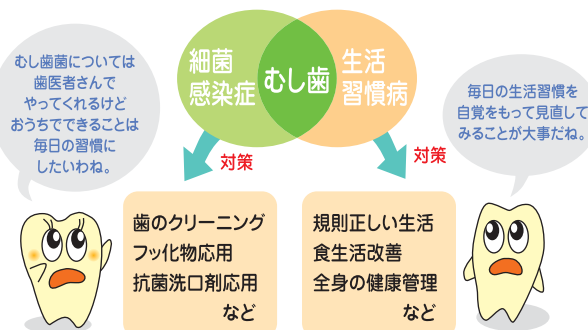 むし歯菌については
歯医者さんで
やってくれるけど
おうちでできることは
毎日の習慣に
したいわね。
細菌
感染症
むし歯
生活
習慣病
毎日の生活習慣を
自覚をもって見直して
みることが大事だね。
対策
対策
歯のクリーニング
フッ化物応用
抗菌洗口剤応用
など
規則正しい生活
食生活改善
全身の健康管理
など